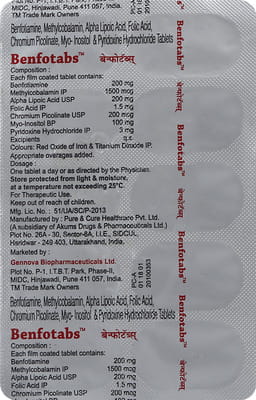 MIDC, Hinjawadi, Pune 411 057, INDIA.
TM Trade Mark Owners
Benfotiamine, Methylcobalamin, Alpha Lipoic Acid, Folic Acid,
Chromium Picolinate, Myo- Inositol & Pyridoxine Hydrochloride Tablets
Benfotabs™ बेन्फोटॅब्स्
Composition :
Each film coated tablet contains:
Benfotiamine 200 mg
Methylcobalamin IP 1500 mcg
Alpha Lipoic Acid USP 200 mg
Folic Acid IP 1.5 mg
Chromium Picolinate USP 200 mcg
Myo-Inositol BP 100 mg
Pyridoxine Hydrochloride IP 3 mg
Excipients q.s.
Colours: Red Oxide of Iron & Titanium Dioxide IP.
Appropriate overages added.
Dosage :
One tablet a day or as directed by the Physician.
Store protected from light & moisture,
at a temperature not exceeding 25°C.
For Therapeutic Use.
Keep out of reach of children.
Mfg. Lic. No. : 51/UA/SC/P-2013
Manufactured by : Pure & Cure Healthcare Pvt. Ltd.
(A subsidiary of Akums Drugs & Pharmaceuticals Ltd.)
Plot No. 26A - 30, Sector-8A, I.I.E., SIDCUL,
Haridwar - 249 403, Uttarakhand, India.
Marketed by :
Gennova Biopharmaceuticals Ltd.
Plot No. P-1, I.T.B.T. Park, Phase-II,
MIDC, Hinjawadi, Pune 411 057, INDIA.
TM Trade Mark Owners
Benfotiamine, Methylcobalamin, Alpha Lipoic Acid, Folic Acid,
Chromium Picolinate, Myo- Inositol & Pyridoxine Hydrochloride Tablets
Benfotabs™ बेन्फोटॅब्स्
Composition :
Each film coated tablet contains:
Benfotiamine 200 mg
Methylcobalamin IP 1500 mcg
Alpha Lipoic Acid USP 200 mg
Folic Acid IP 1.5 mg
Chromium Picolinate USP 200 mcg
Benfotabs™ बेन्फोटॅब्स्
Benfotabs™ बेन्फोटॅब्स्